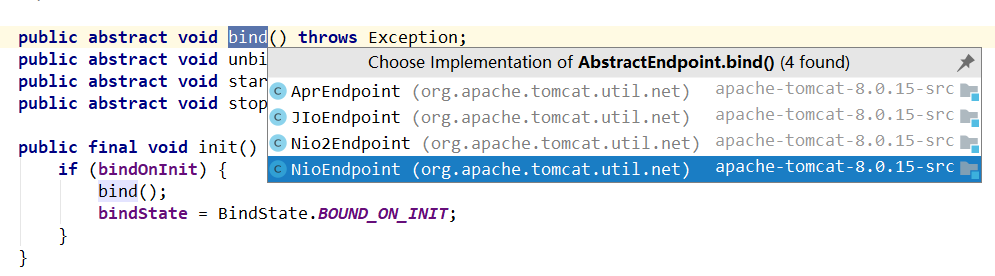 public abstract void bind() throws Exception;
public abstract void unbi
public abstract void star
public abstract void stop
Choose Implementation of AbstractEndpoint.bind() (4 found)
AprEndpoint (org.apache.tomcat.util.net) apache-tomcat-8.0.15-src
JIoEndpoint (org.apache.tomcat.util.net) apache-tomcat-8.0.15-src
Nio2Endpoint (org.apache.tomcat.util.net) apache-tomcat-8.0.15-src
NioEndpoint (org.apache.tomcat.util.net) apache-tomcat-8.0.15-src
public final void init()
if (bindOnInit) {
bind();
bindState = BindState.BOUND_ON_INIT;
}
}